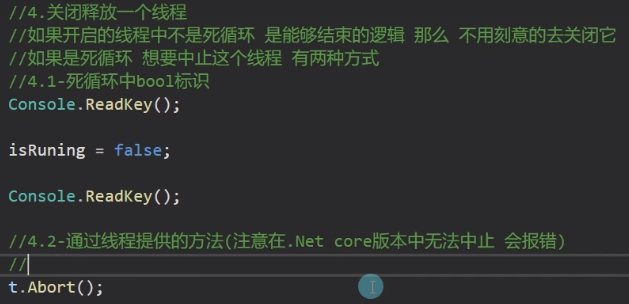 //4.关闭释放一个线程
//如果开启的线程中不是死循环 是能够结束的逻辑 那么 不用刻意的去关闭它
//如果是死循环 想要中止这个线程 有两种方式
//4.1-死循环中bool标识
Console.ReadKey();
isRuning = false;
Console.ReadKey();
//4.2-通过线程提供的方法(注意在.Net core版本中无法中止 会报错)
//
t.Abort();